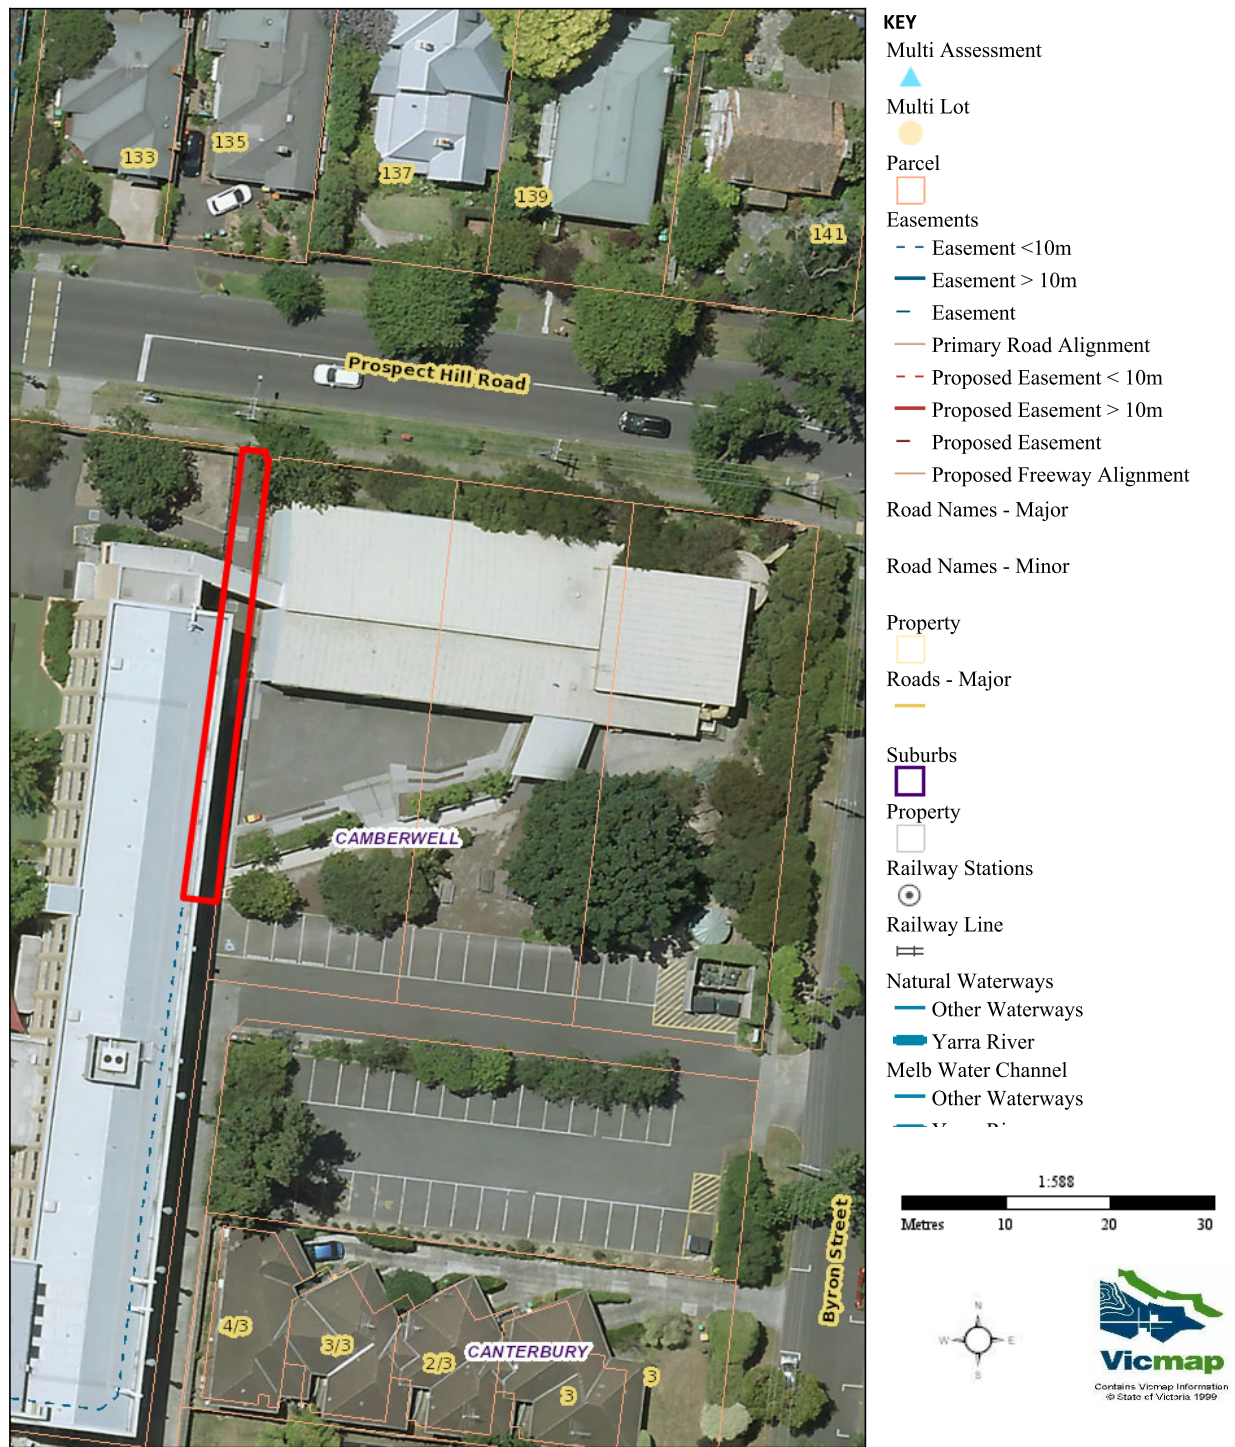 133
135
137
139
141
Prospect Hill Road
CAMBERWELL
Byron Street
4/3
3/3
2/3
CANTERBURY
3
3
KEY
Multi Assessment
Multi Lot
Parcel
Easements
Easement <10m
Easement > 10m
Easement
Primary Road Alignment
Proposed Easement < 10m
Proposed Easement > 10m
Proposed Easement
Proposed Freeway Alignment
Road Names - Major
Road Names - Minor
Property
Roads - Major
Suburbs
Property
Railway Stations
Railway Line
Natural Waterways
Other Waterways
Yarra River
Melb Water Channel
Other Waterways
1:588
Metres 10 20 30
N
W E
S
Vicmap
Contains Vicmap Information
© State of Victoria 1999